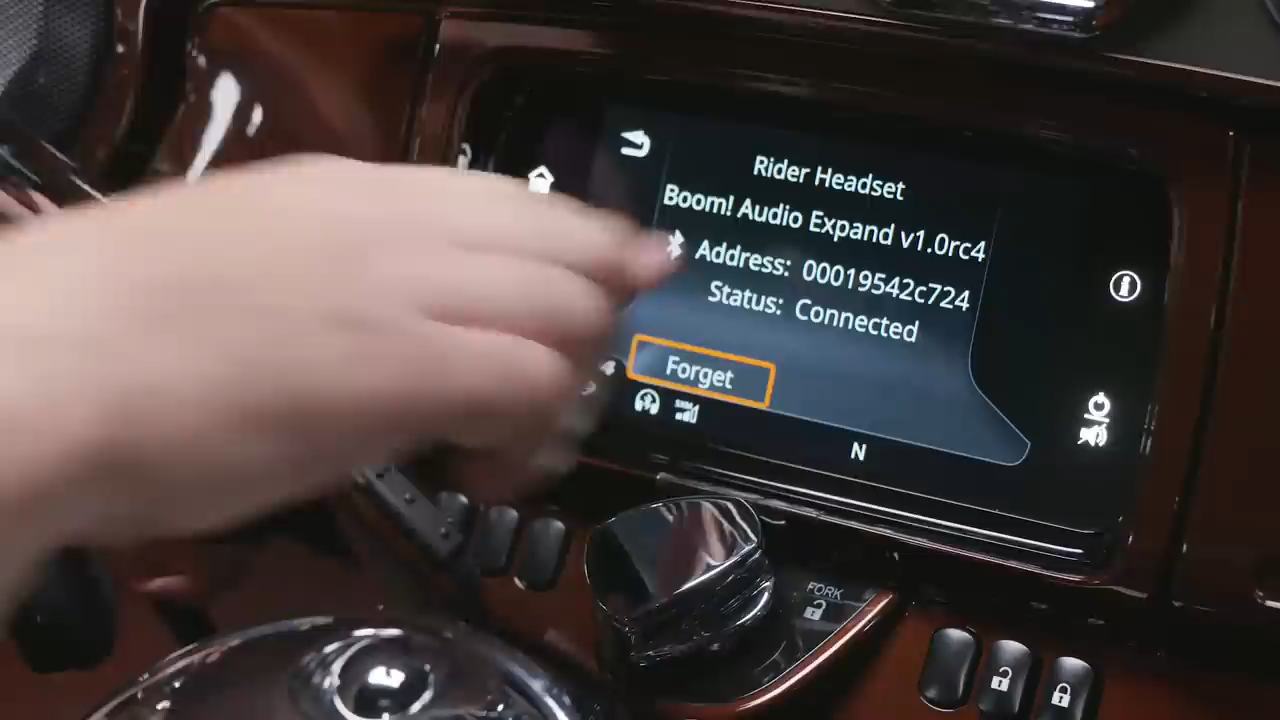 Rider Headset
Boom! Audio Expand v1.0rc4
Address: 00019542c724
Status: Connected
Forget
N
FORK